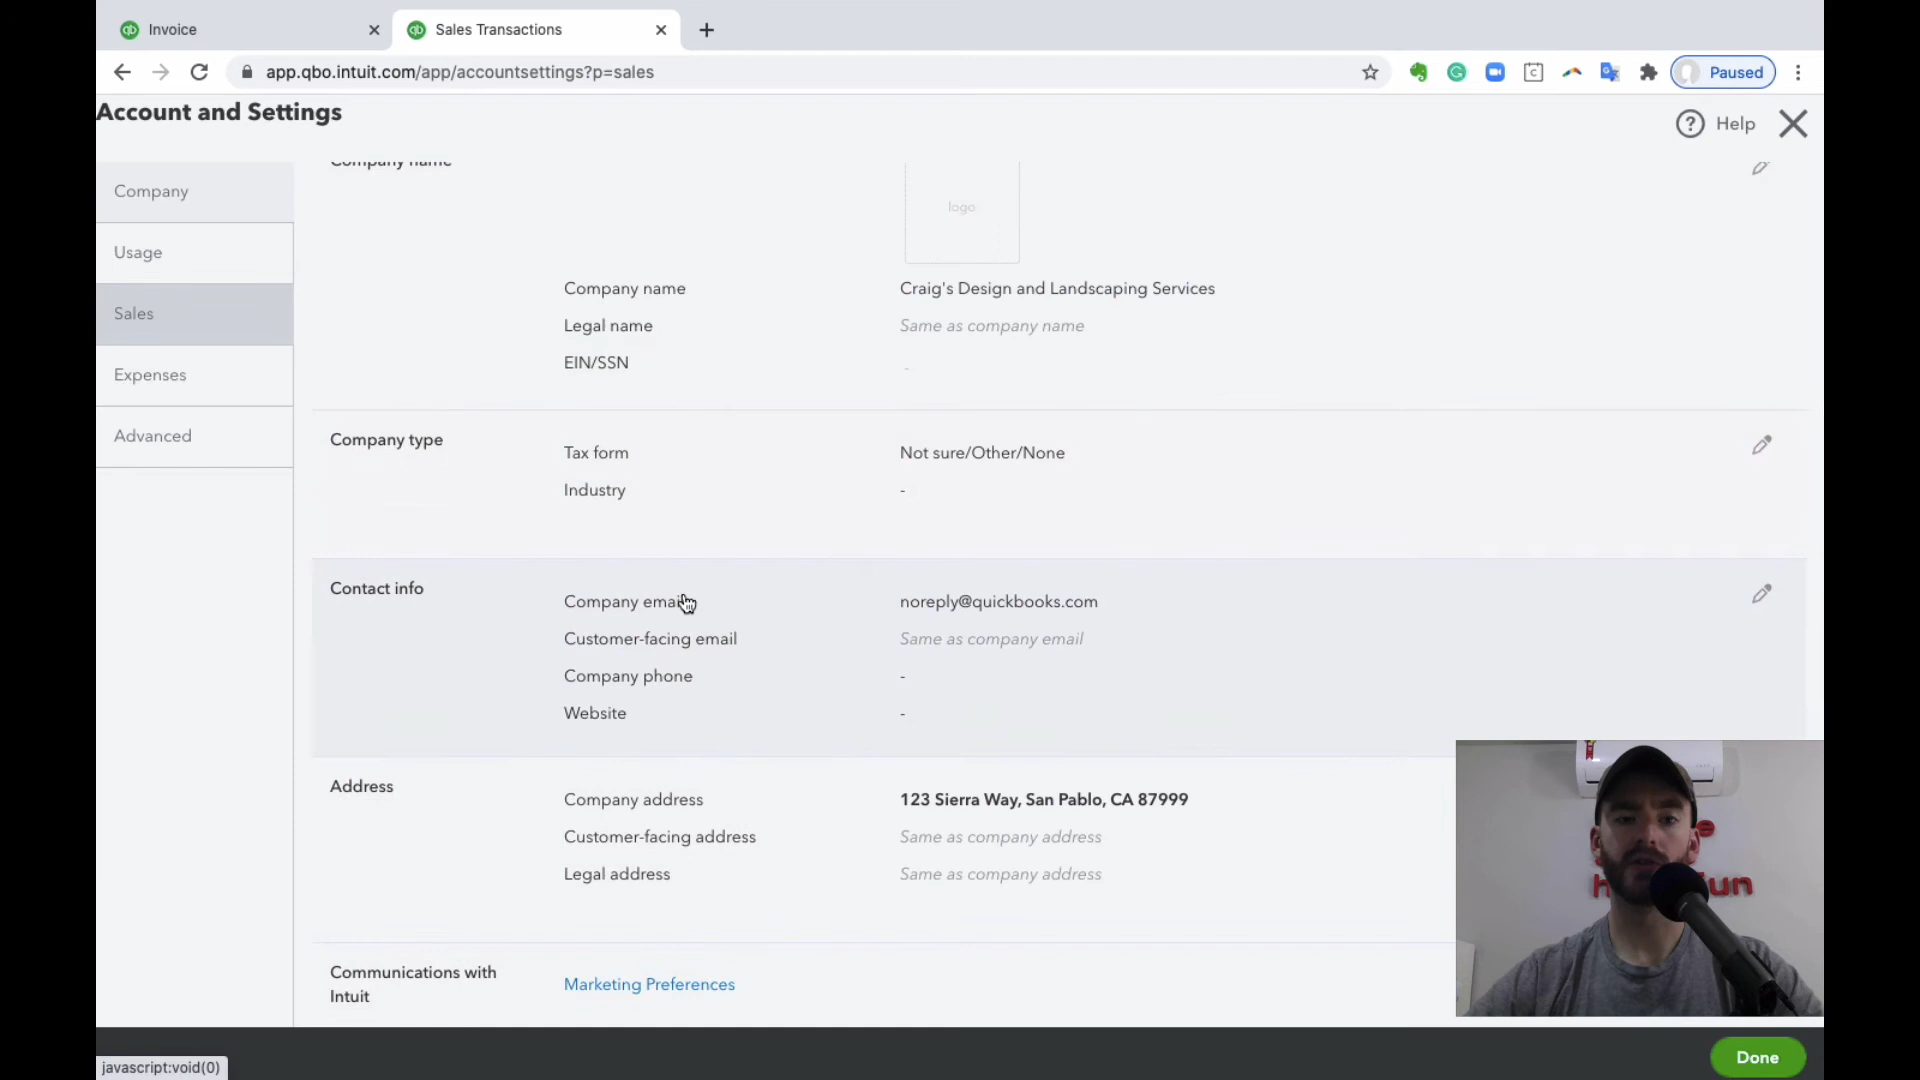 Invoice
Sales Transactions
app.qbo.intuit.com/app/accountsettings?p=sales
Paused
Account and Settings
Help
Company
Usage
Sales
Expenses
Advanced
Company name
logo
Company name Craig's Design and Landscaping Services
Legal name Same as company name
EIN/SSN -
Company type
Tax form Not sure/Other/None
Industry -
Contact info
Company email noreply@quickbooks.com
Customer-facing email Same as company email
Company phone -
Website -
Address
Company address 123 Sierra Way, San Pablo, CA 87999
Customer-facing address Same as company address
Legal address Same as company address
Communications with
Intuit
Marketing Preferences
Done
javascript:void(0)